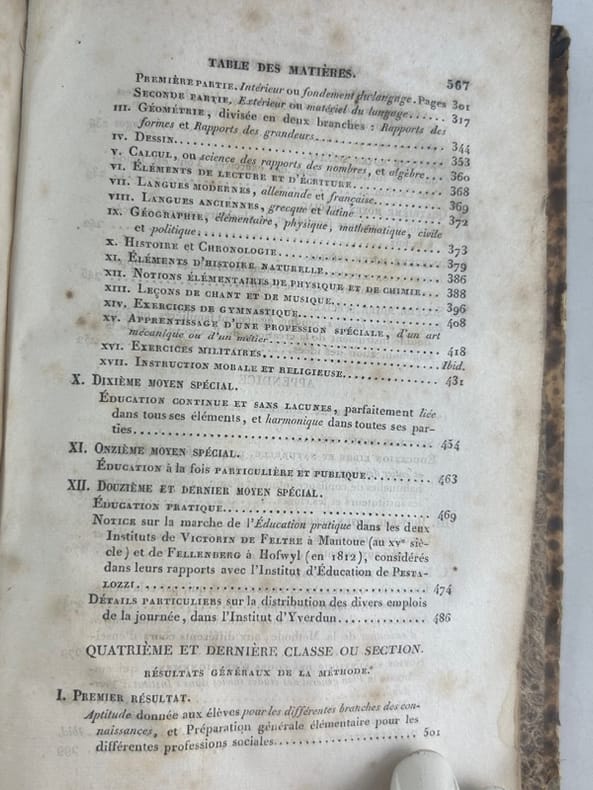 TABLE DES MATIÈRES. 567
PREMIÈRE PARTIE. Intérieur ou fondement du langage. Pages 301
SECONDE PARTIE. Extérieur ou matériel du langage...... 317
III. GÉOMÉTRIE, divisée en deux branches : Rapports des
formes et Rapports des grandeurs.................. 344
IV. DESSIN.................................... 353
V. CALCUL, ou science des rapports des nombres, et algèbre... 360
VI. ÉLÉMENTS DE LECTURE ET D'ÉCRITURE............ 368
VII. LANGUES MODERNES, allemande et française.......... 369
VIII. LANGUES ANCIENNES, grecque et latine............ 372
IX. GÉOGRAPHIE, élémentaire, physique, mathématique, civile
et politique.................................. 373
X. HISTOIRE et CHRONOLOGIE...................... 379
XI. ÉLÉMENTS D'HISTOIRE NATURELLE................ 386
XII. NOTIONS ÉLÉMENTAIRES DE PHYSIQUE ET DE CHIMIE... 388
XIII. LEÇONS DE CHANT ET DE MUSIQUE.............. 396
XIV. EXERCICES DE GYMNASTIQUE.................. 408
XV. APPRENTISSAGE D'UNE PROFESSION SPÉCIALE, d'un art
mécanique ou d'un métier........................ 418
XVI. EXERCICES MILITAIRES........................ Ibid.
XVII. INSTRUCTION MORALE ET RELIGIEUSE............ 431
X. DIXIÈME MOYEN SPÉCIAL.
ÉDUCATION CONTINUE ET SANS LACUNES, parfaitement liée
dans tous ses éléments, et harmonique dans toutes ses par-
ties........................................ 454
XI. ONZIÈME MOYEN SPÉCIAL.
ÉDUCATION à la fois PARTICULIÈRE ET PUBLIQUE.......... 463
XII. DOUZIÈME ET DERNIER MOYEN SPÉCIAL.
ÉDUCATION PRATIQUE.............................. 469
NOTICE sur la marche de l'Éducation pratique dans les deux
Instituts de VICTORIN DE FELTRE à Mantoue (au XVe siè-
cle) et de FELLENBERG à Hofwyl (en 1812), considérés
dans leurs rapports avec l'Institut d'Éducation de PESTA-
LOZZI........................................ 474
DÉTAILS PARTICULIERS sur la distribution des divers emplois
de la journée, dans l'Institut d'Yverdun............. 486
QUATRIÈME ET DERNIÈRE CLASSE OU SECTION.
RÉSULTATS GÉNÉRAUX DE LA MÉTHODE.
I. PREMIER RÉSULTAT.
Aptitude donnée aux élèves pour les différentes branches des con-
naissances, et Préparation générale élémentaire pour les
différentes professions sociales..................... 501